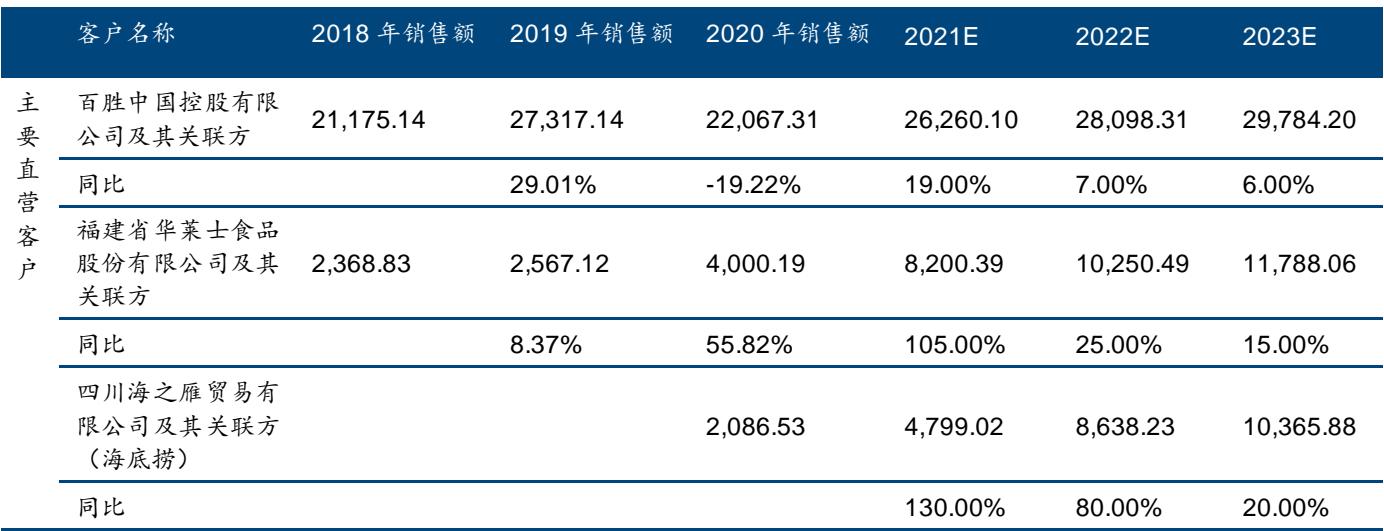 客户名称 2018 年销售额 2019 年销售额 2020 年销售额 2021E 2022E 2023E
主要直营客户
百胜中国控股有限
公司及其关联方
21,175.14 27,317.14 22,067.31 26,260.10 28,098.31 29,784.20
同比 29.01% -19.22% 19.00% 7.00% 6.00%
福建省华莱士食品
股份有限公司及其
关联方
2,368.83 2,567.12 4,000.19 8,200.39 10,250.49 11,788.06
同比 8.37% 55.82% 105.00% 25.00% 15.00%
四川海之雁贸易有
限公司及其关联方
（海底捞）
2,086.53 4,799.02 8,638.23 10,365.88
同比 130.00% 80.00% 20.00%